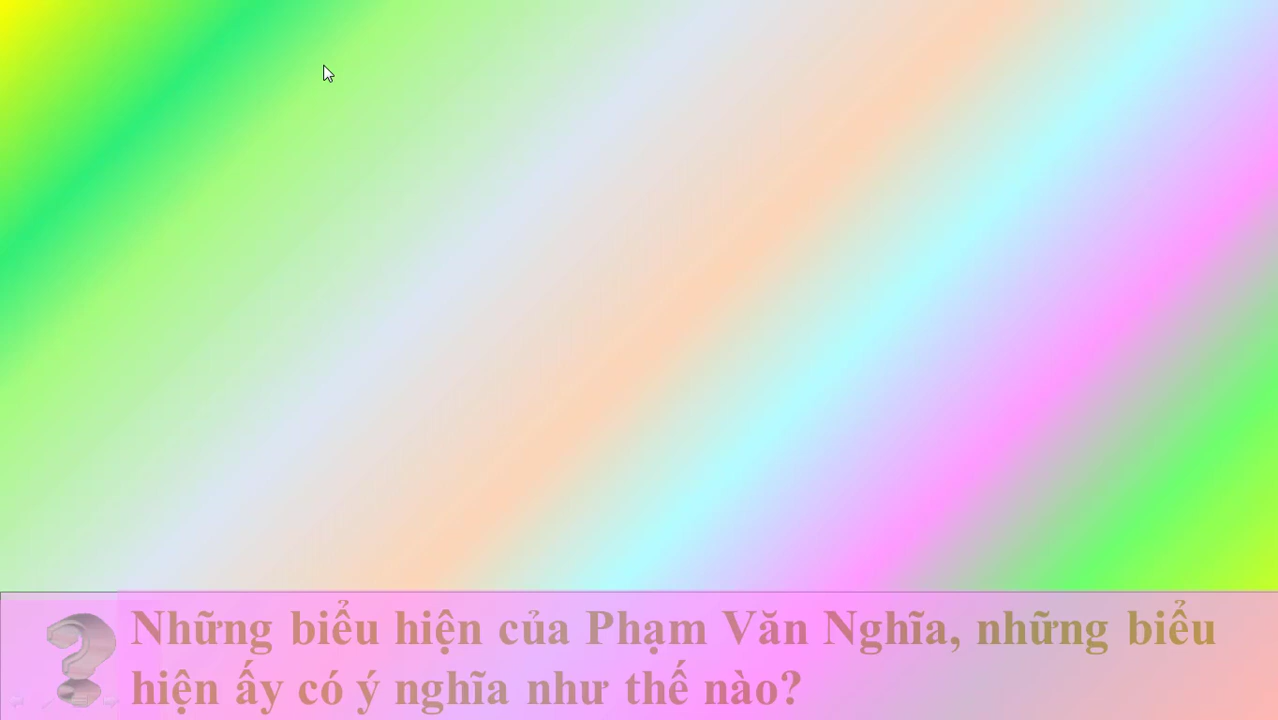 Những biểu hiện của Phạm Văn Nghĩa, những biểu
hiện ấy có ý nghĩa như thế nào?